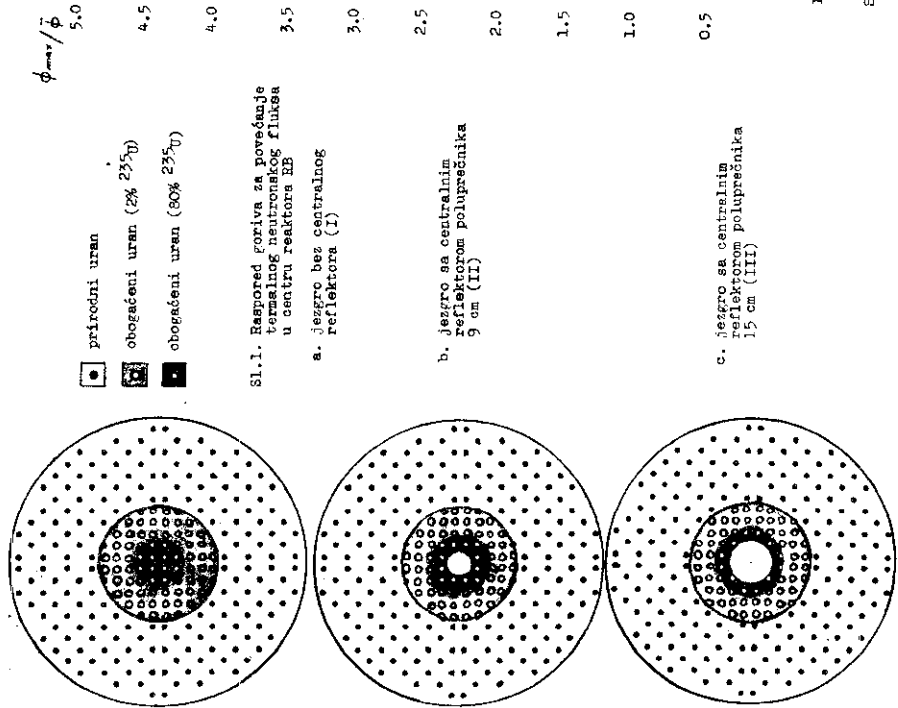 prirodni uran
obogaćeni uran (2% ²³⁵U)
obogaćeni uran (80% ²³⁵U)
Sl.1. Raspored goriva za povećanje
termalnog neutronskog fluksa
u centru reaktora RB
a. jezgro bez centralnog
reflektora (I)
b. jezgro sa centralnim
reflektorom poluprečnika
9 cm (II)
c. jezgro sa centralnim
reflektorom poluprečnika
15 cm (III)
ϕmax/ϕ̄
5.0
4.5
4.0
3.5
3.0
2.5
2.0
1.5
1.0
0.5